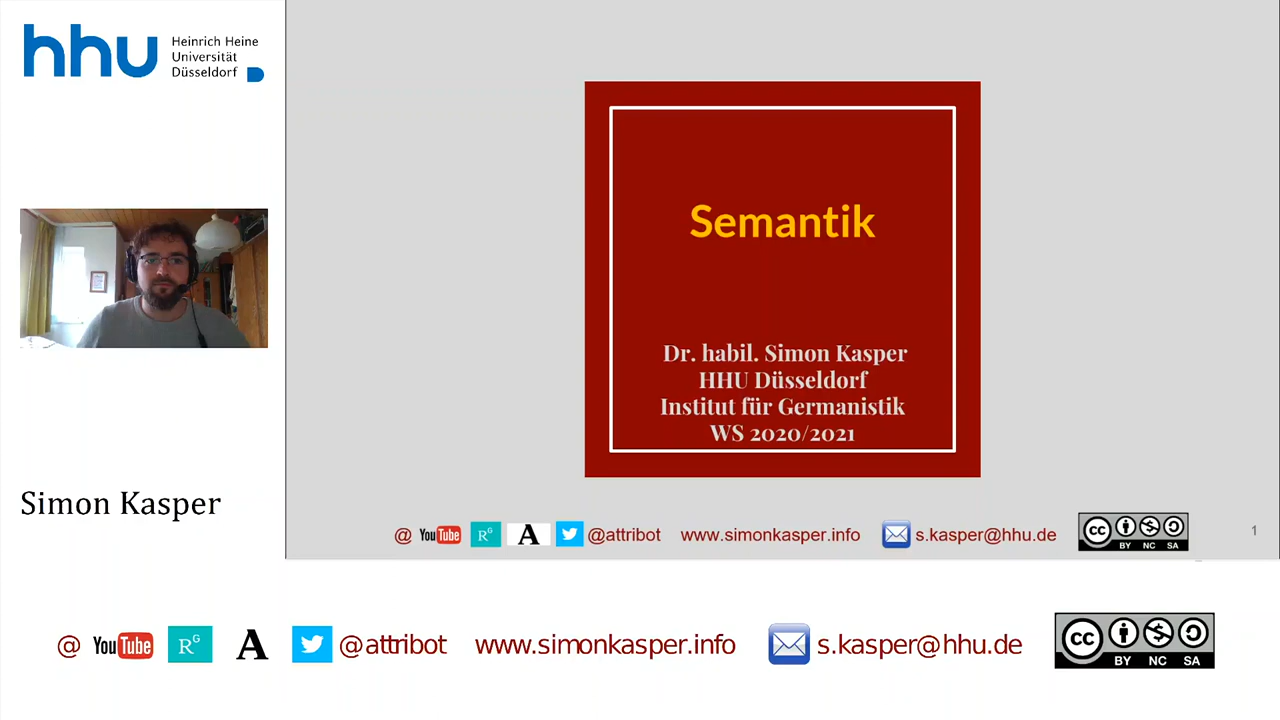 hhu
Heinrich Heine
Universität
Düsseldorf
Semantik
Dr. habil. Simon Kasper
HHU Düsseldorf
Institut für Germanistik
WS 2020/2021
Simon Kasper
@ YouTube RG A @attribot www.simonkasper.info s.kasper@hhu.de cc BY NC SA 1
@ YouTube RG A @attribot www.simonkasper.info s.kasper@hhu.de cc BY NC SA